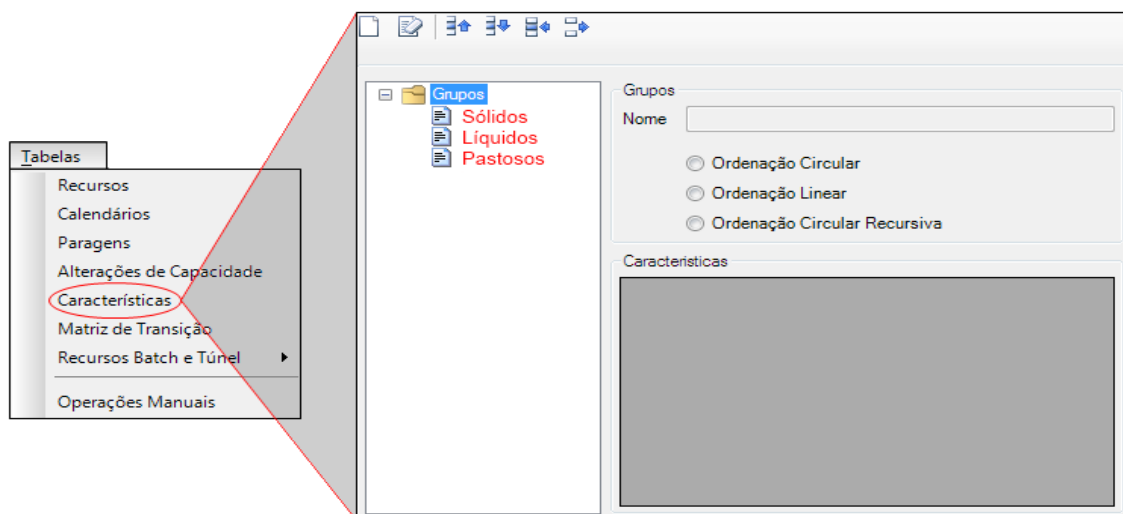 Tabelas
Recursos
Calendários
Paragens
Alterações de Capacidade
Características
Matriz de Transição
Recursos Batch e Túnel
Operações Manuais
Grupos
Sólidos
Líquidos
Pastosos
Grupos
Nome
Ordenação Circular
Ordenação Linear
Ordenação Circular Recursiva
Caracteristicas